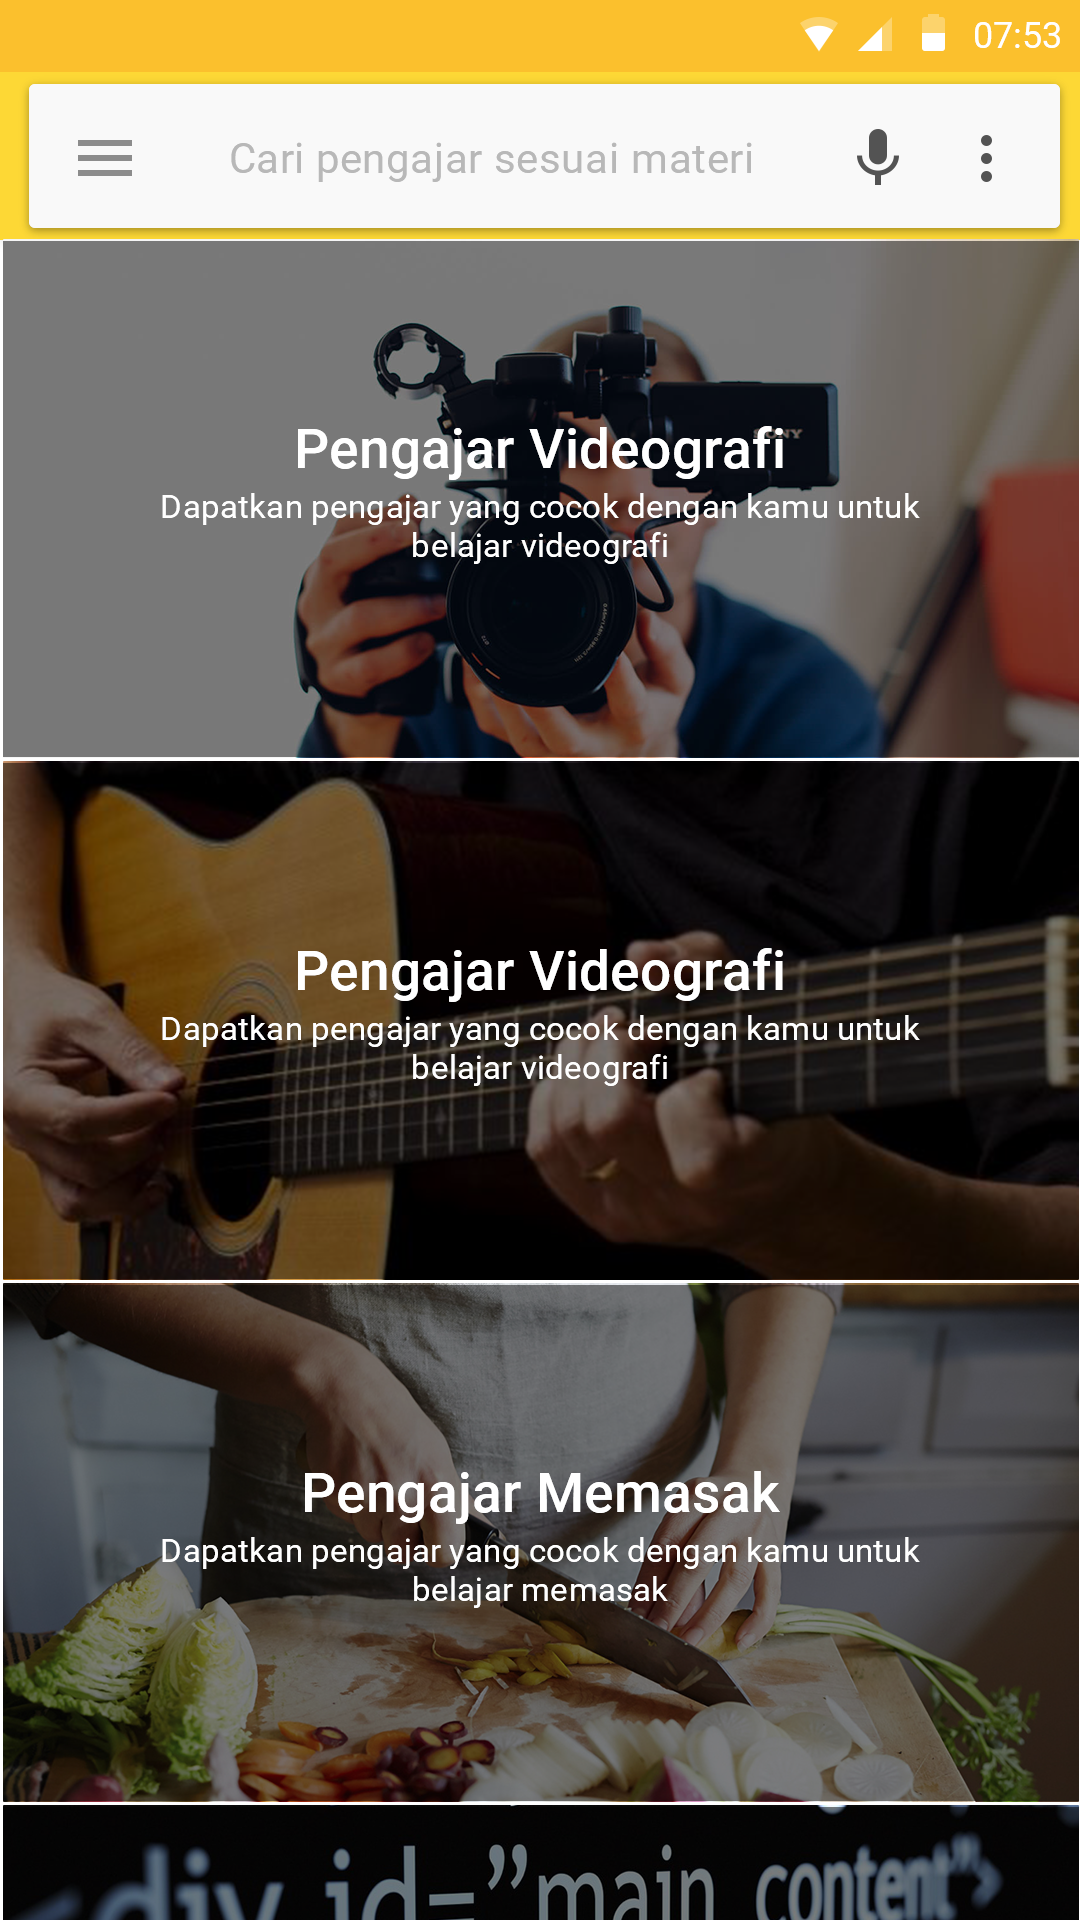 07:53
Cari pengajar sesuai materi
SONY
Pengajar Videografi
Dapatkan pengajar yang cocok dengan kamu untuk
belajar videografi
Pengajar Videografi
Dapatkan pengajar yang cocok dengan kamu untuk
belajar videografi
Pengajar Memasak
Dapatkan pengajar yang cocok dengan kamu untuk
belajar memasak
<div id="main_content">